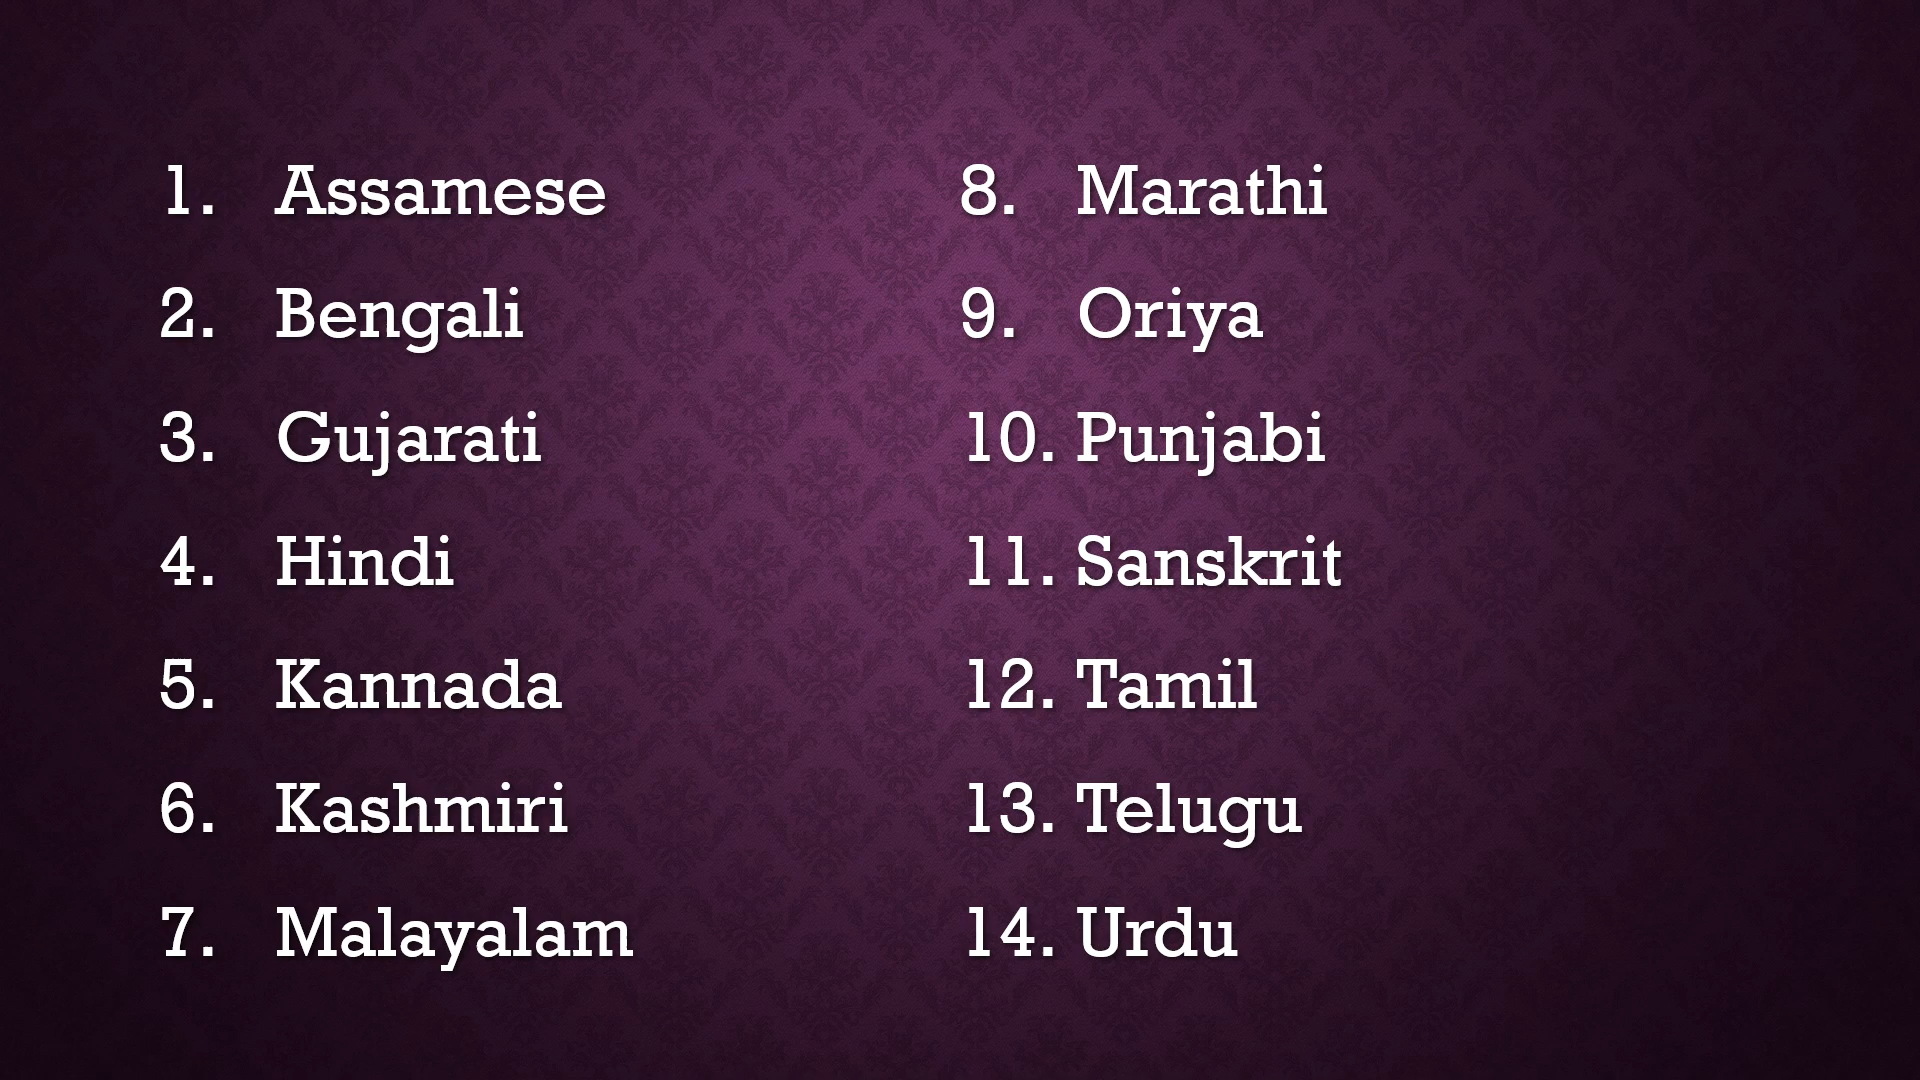 1. Assamese
2. Bengali
3. Gujarati
4. Hindi
5. Kannada
6. Kashmiri
7. Malayalam
8. Marathi
9. Oriya
10. Punjabi
11. Sanskrit
12. Tamil
13. Telugu
14. Urdu